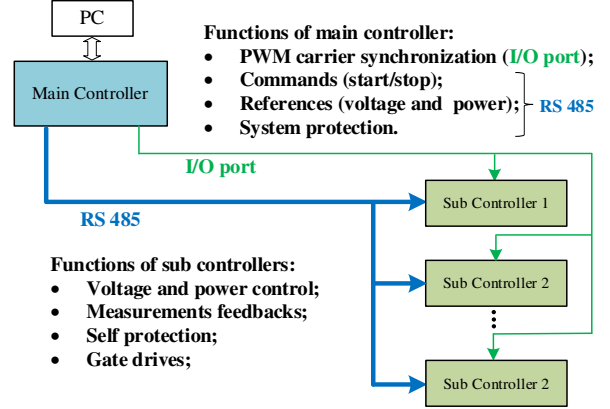 PC
Main Controller
Functions of main controller:
• PWM carrier synchronization (I/O port);
• Commands (start/stop);
• References (voltage and power);
• System protection.
RS 485
I/O port
RS 485
Sub Controller 1
Functions of sub controllers:
• Voltage and power control;
• Measurements feedbacks;
• Self protection;
• Gate drives;
Sub Controller 2
Sub Controller 2